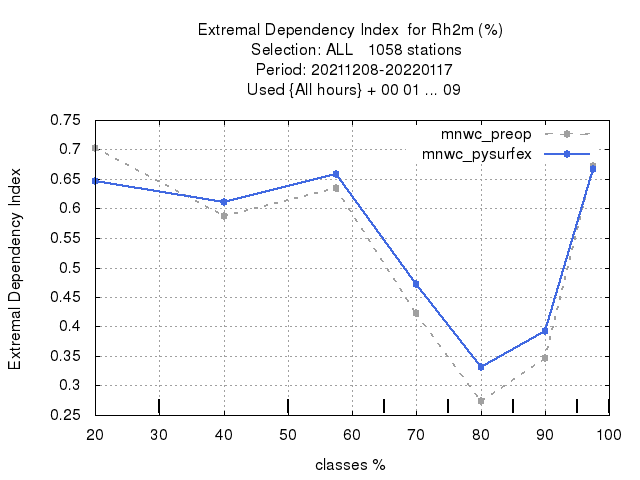 Extremal Dependency Index  for Rh2m (%)
Selection: ALL   1058 stations
Period: 20211208-20220117
Used {All hours} + 00 01 ... 09
mnwc_preop
mnwc_pysurfex
Extremal Dependency Index
0.75
0.7
0.65
0.6
0.55
0.5
0.45
0.4
0.35
0.3
0.25
20 30 40 50 60 70 80 90 100
classes %